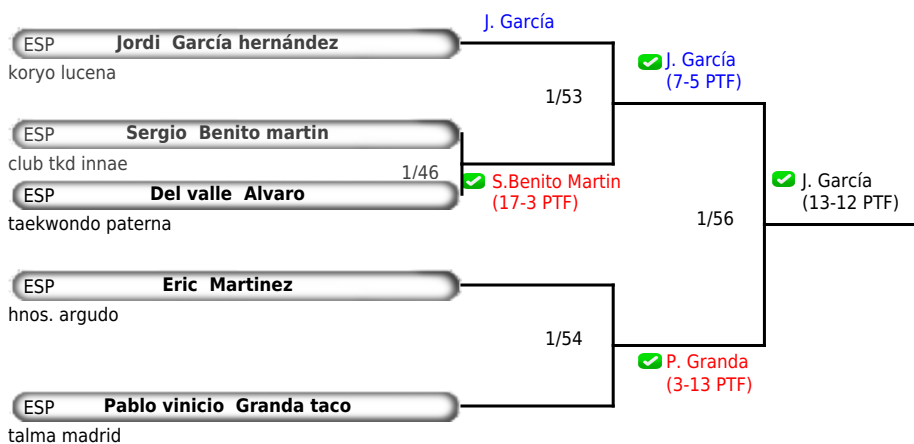 J. García
ESP Jordi García hernández
koryo lucena
J. García
(7-5 PTF)
1/53
ESP Sergio Benito martin
club tkd innae
1/46
S.Benito Martin
(17-3 PTF)
ESP Del valle Alvaro
taekwondo paterna
J. García
(13-12 PTF)
1/56
ESP Eric Martinez
hnos. argudo
1/54
P. Granda
(3-13 PTF)
ESP Pablo vinicio Granda taco
talma madrid